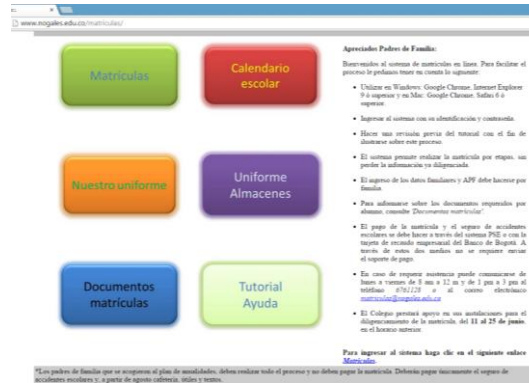 www.nogales.edu.co/matriculas/
Matrículas
Calendario
escolar
Nuestro uniforme
Uniforme
Almacenes
Documentos
matrículas
Tutorial
Ayuda
Apreciados Padres de Familia:
Bienvenidos al sistema de matrículas en línea. Para facilitar el
proceso le pedimos tener en cuenta lo siguiente:
• Utilizar en Windows: Google Chrome, Internet Explorer
9 ó superior y en Mac: Google Chrome, Safari 6 ó
superior.
• Ingresar al sistema con su identificación y contraseña.
• Hacer una revisión previa del tutorial con el fin de
ilustrarse sobre este proceso.
• El sistema permite realizar la matrícula por etapas, sin
perder la información ya diligenciada.
• El ingreso de los datos familiares y APF debe hacerse por
familia.
• Para informarse sobre los documentos requeridos por
alumno, consulte "Documentos matrículas".
• El pago de la matrícula y el seguro de accidentes
escolares se debe hacer a través del sistema PSE o con la
tarjeta de recaudo empresarial del Banco de Bogotá. A
través de estos dos medios no se requiere enviar
el soporte de pago.
• En caso de requerir asistencia puede comunicarse de
lunes a viernes de 8 am a 12 m y de 1 pm a 3 pm al
teléfono 6761128 o al correo electrónico
matriculas@nogales.edu.co
• El Colegio prestará apoyo en sus instalaciones para el
diligenciamiento de la matrícula, del 11 al 25 de junio,
en el horario anterior.
Para ingresar al sistema haga clic en el siguiente enlace
Matrículas.
*Los padres de familia que se acogieron al plan de anualidades, deben realizar todo el proceso y no deben pagar la matrícula. Deberán pagar únicamente el seguro de
accidentes escolares y, a partir de agosto cafetería, útiles y textos.